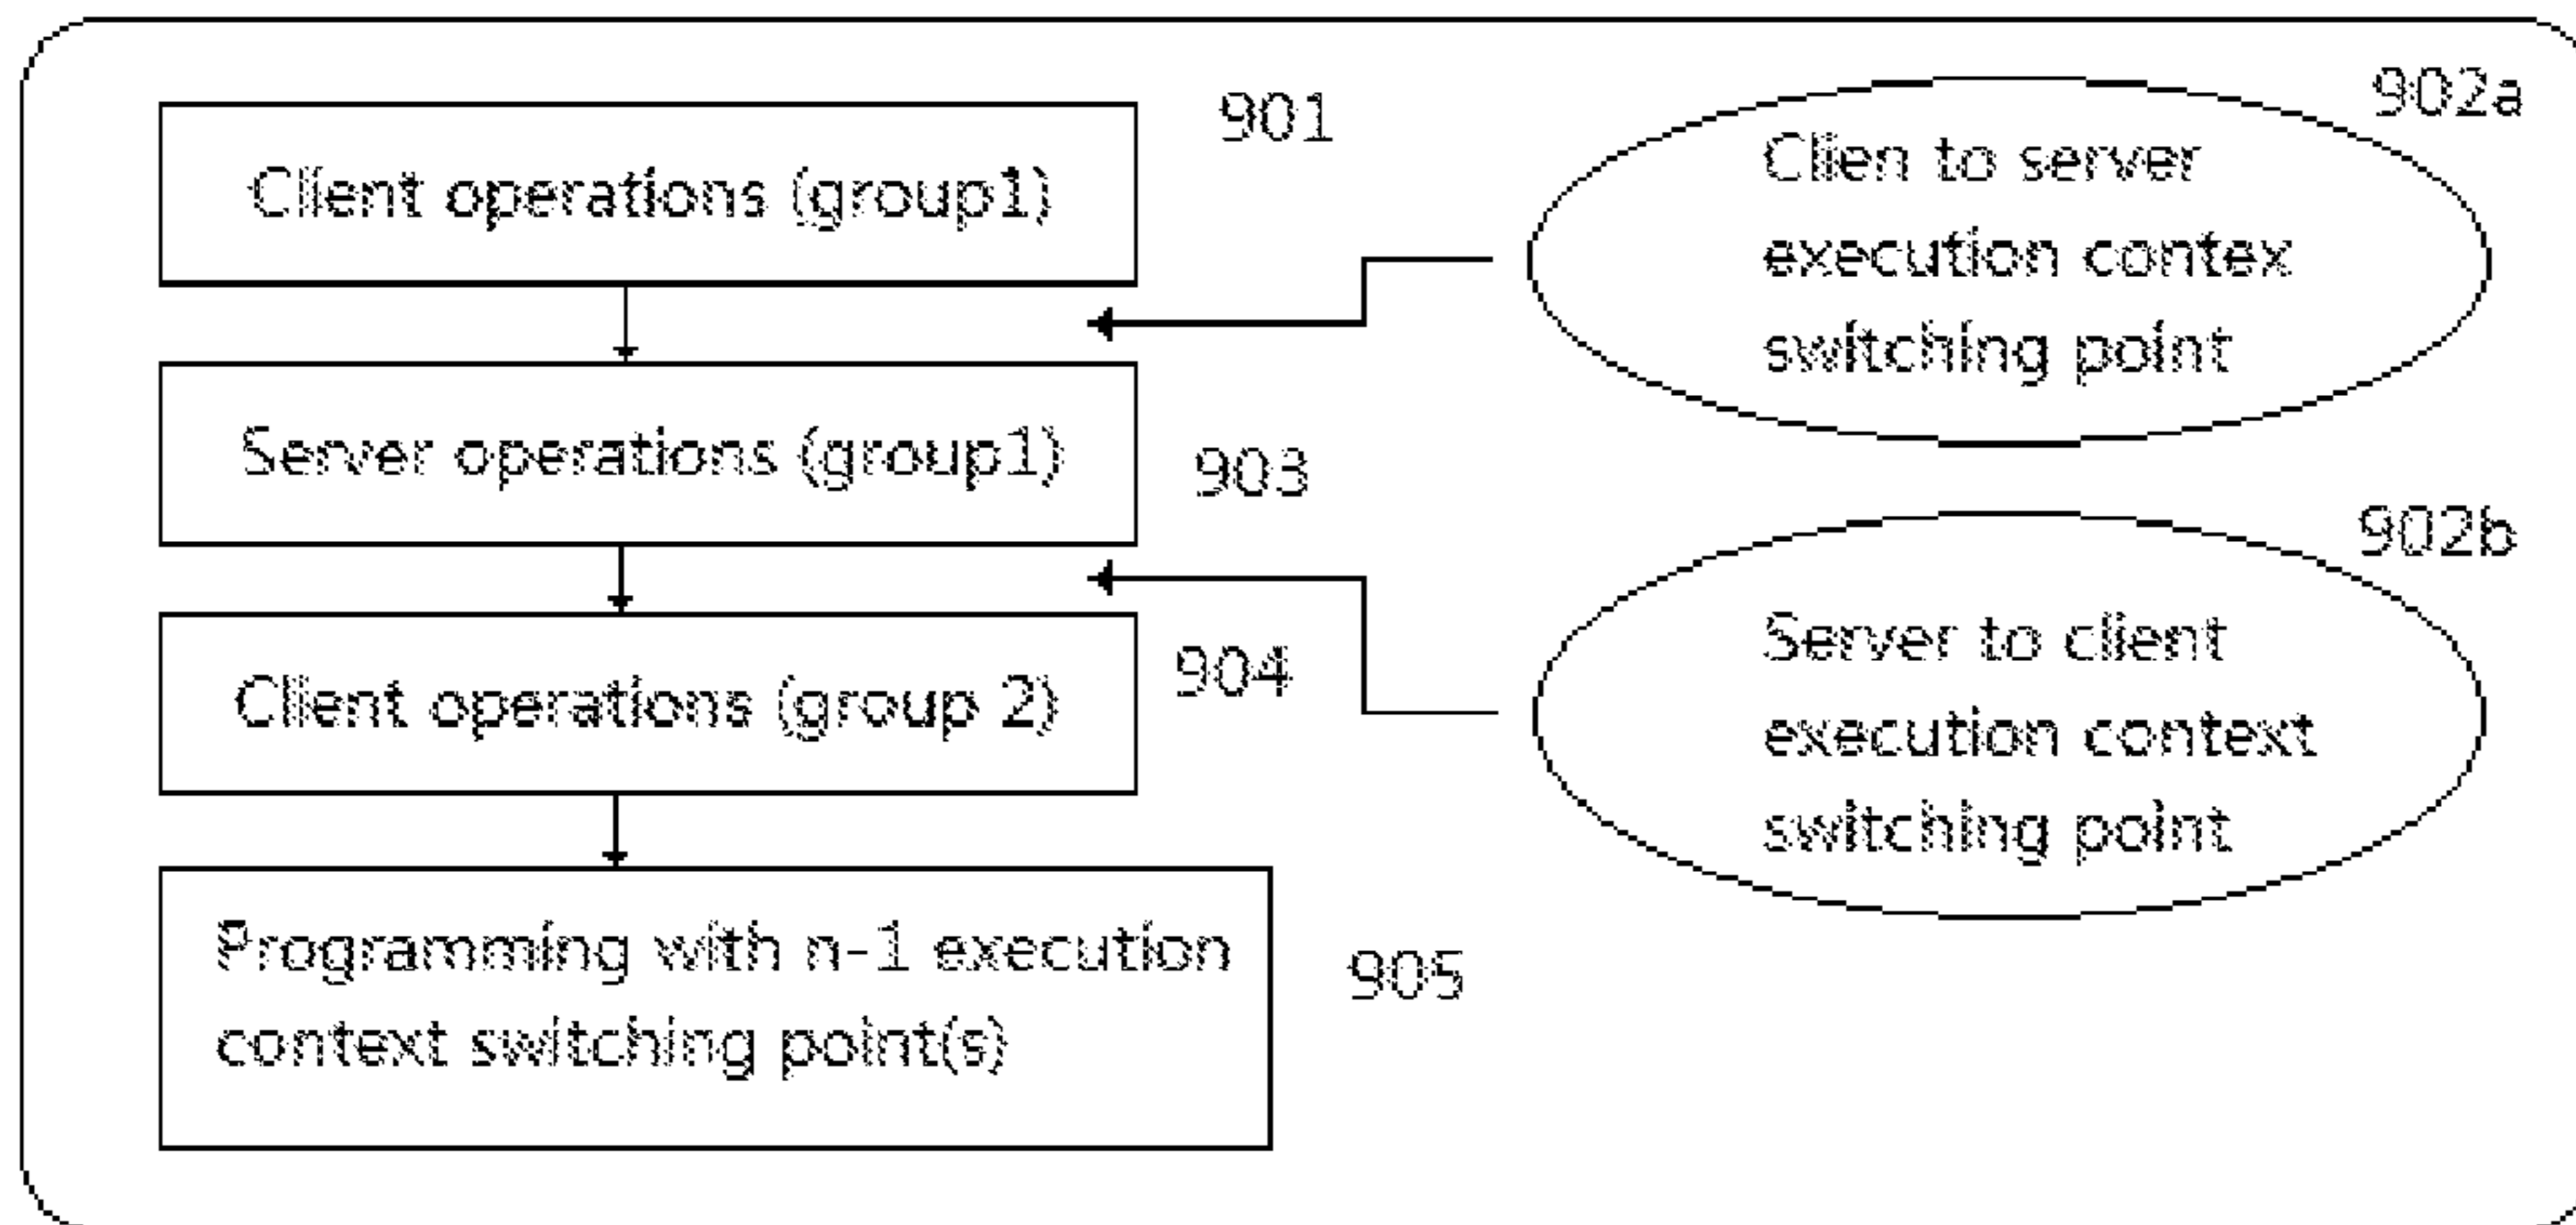 901
902a
Client operations (group1)
Clien to server
execution contex
switching point
Server operations (group1)
903
902b
Server to client
execution context
switching point
904
Client operations (group 2)
Programming with n-1 execution
context switching point(s)
905